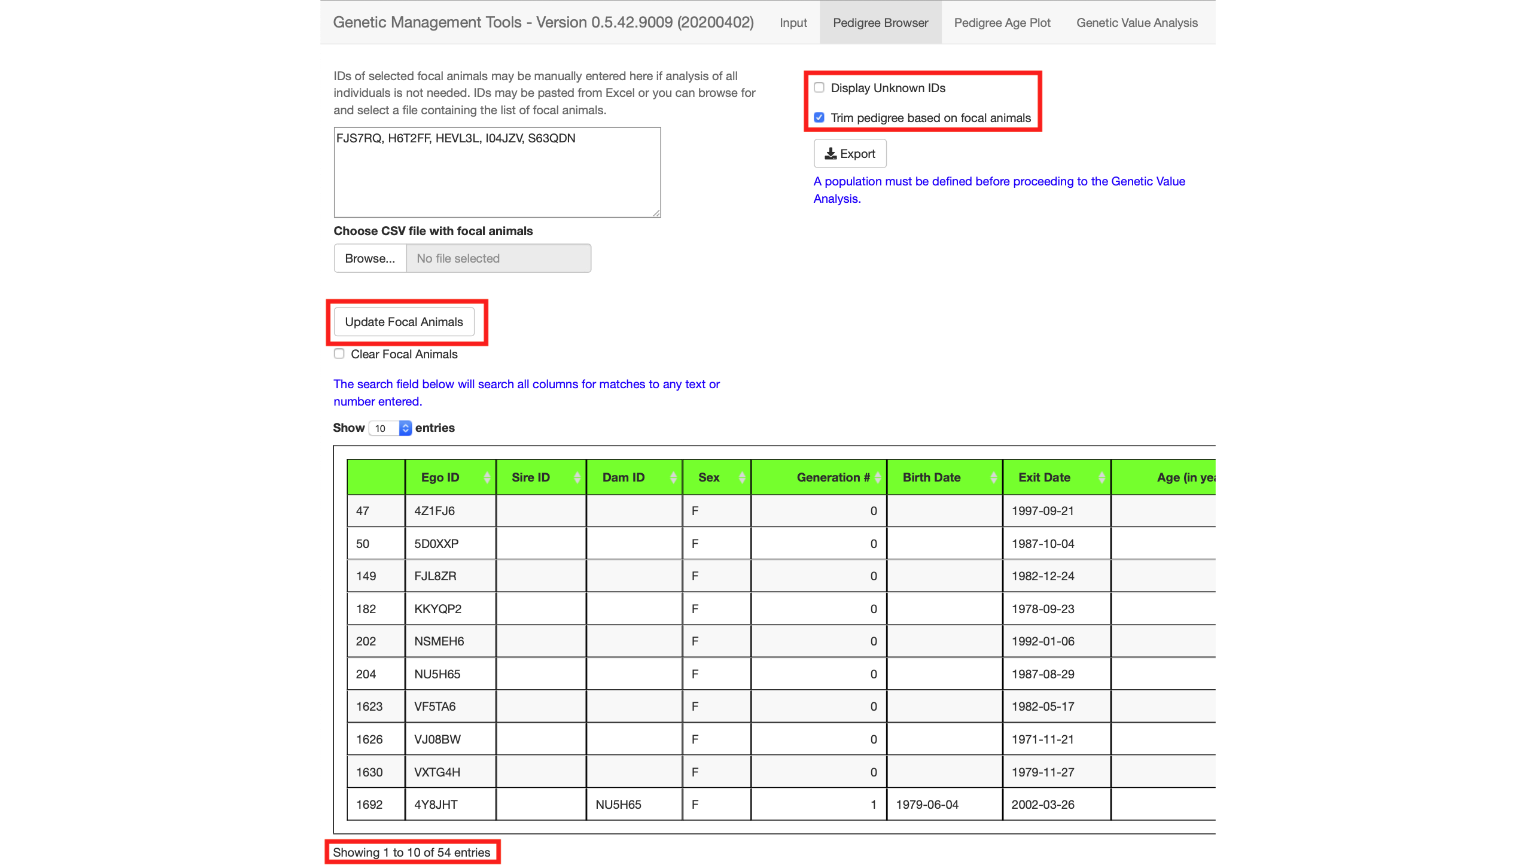 Genetic Management Tools - Version 0.5.42.9009 (20200402) Input Pedigree Browser Pedigree Age Plot Genetic Value Analysis
IDs of selected focal animals may be manually entered here if analysis of all
individuals is not needed. IDs may be pasted from Excel or you can browse for
and select a file containing the list of focal animals.
FJS7RQ, H6T2FF, HEVL3L, I04JZV, S63QDN
Choose CSV file with focal animals
Browse... No file selected
Update Focal Animals
Clear Focal Animals
Display Unknown IDs
Trim pedigree based on focal animals
Export
A population must be defined before proceeding to the Genetic Value
Analysis.
The search field below will search all columns for matches to any text or
number entered.
Show 10 entries
Ego ID Sire ID Dam ID Sex Generation # Birth Date Exit Date Age (in yea
47 4Z1FJ6 F 0 1997-09-21
50 5D0XXP F 0 1987-10-04
149 FJL8ZR F 0 1982-12-24
182 KKYQP2 F 0 1978-09-23
202 NSMEH6 F 0 1992-01-06
204 NU5H65 F 0 1987-08-29
1623 VF5TA6 F 0 1982-05-17
1626 VJ08BW F 0 1971-11-21
1630 VXTG4H F 0 1979-11-27
1692 4Y8JHT NU5H65 F 1 1979-06-04 2002-03-26
Showing 1 to 10 of 54 entries